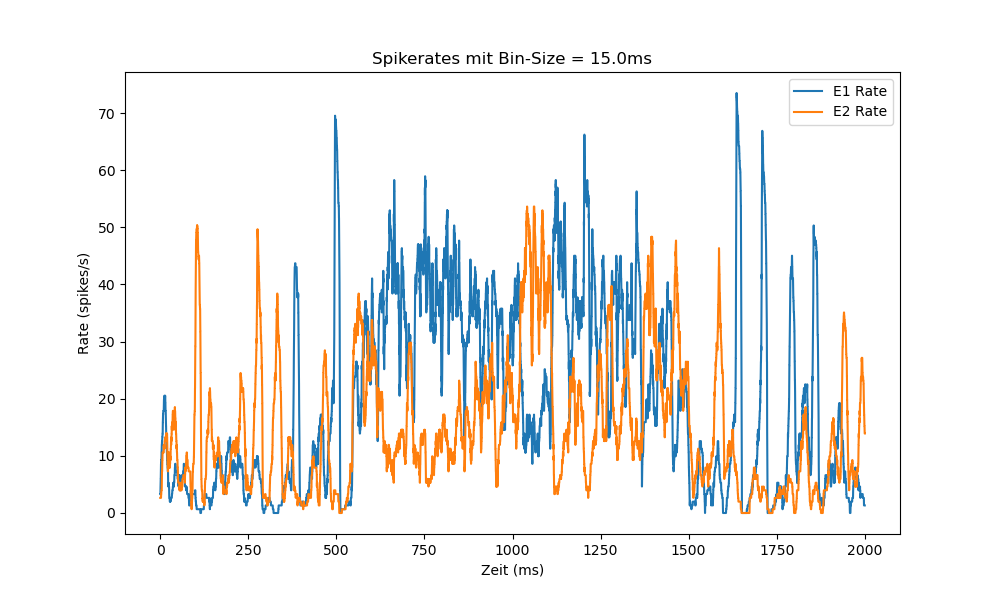 Spikerates mit Bin-Size = 15.0ms
E1 Rate
E2 Rate
70
60
50
40
30
20
10
0
Rate (spikes/s)
0 250 500 750 1000 1250 1500 1750 2000
Zeit (ms)